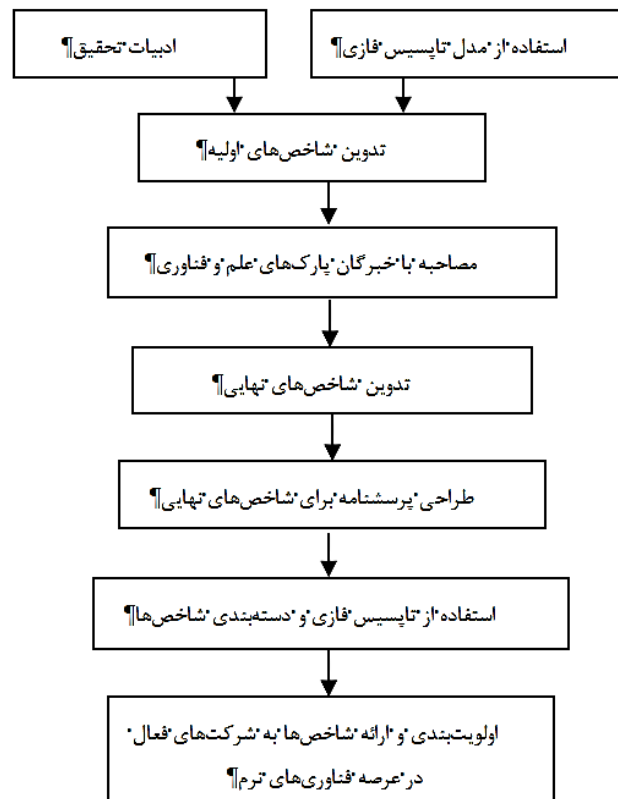 استفاده از مدل تاپسیس فازی¶
ادبیات تحقیق¶
تدوین شاخص‌های اولیه¶
مصاحبه با خبرگان پارک‌های علم و فناوری¶
تدوین شاخص‌های نهایی¶
طراحی پرسشنامه برای شاخص‌های نهایی¶
استفاده از تاپسیس فازی و دسته‌بندی شاخص‌ها¶
اولویت‌بندی و ارائه شاخص‌ها به شرکت‌های فعال
در عرصه فناوری‌های نرم¶